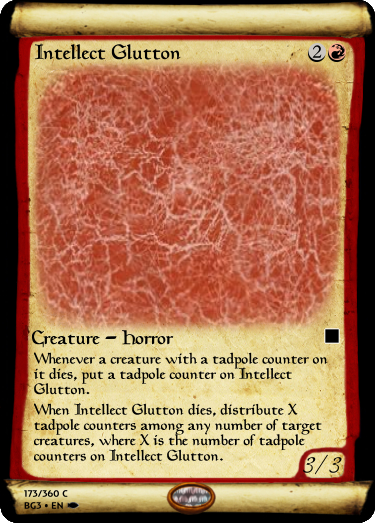 Intellect Glutton 2
Creature – Horror
Whenever a creature with a tadpole counter on
it dies, put a tadpole counter on Intellect
Glutton.
When Intellect Glutton dies, distribute X
tadpole counters among any number of target
creatures, where X is the number of tadpole
counters on Intellect Glutton.
3/3
173/360 C
BG3 • EN